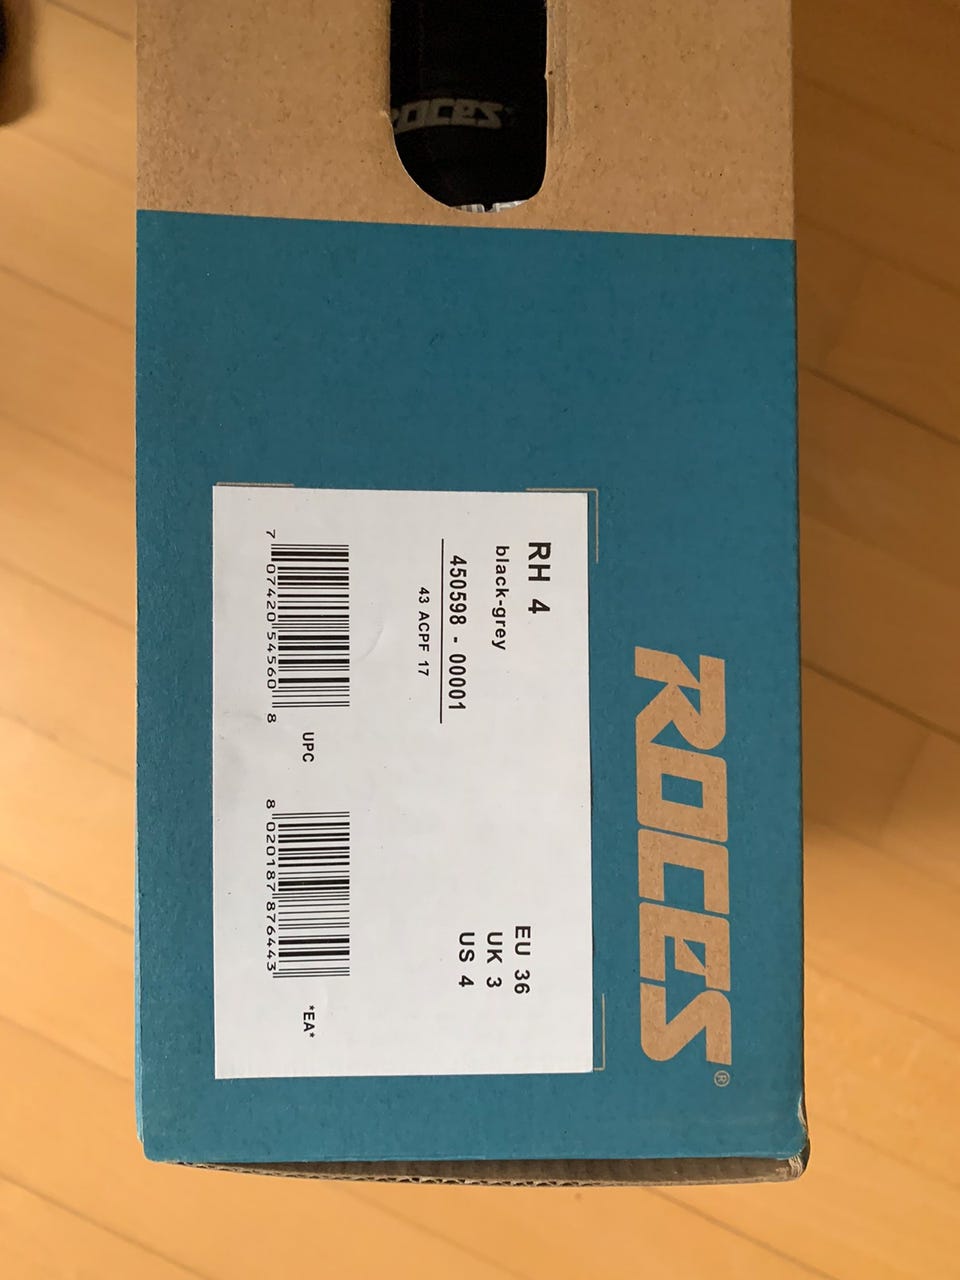 ROCES
ROCES®
RH 4
black-grey
450598 - 00001
43 ACPF 17
EU 36
UK 3
US 4
7 07420 54560 8
UPC
8 020187 876443
*EA*